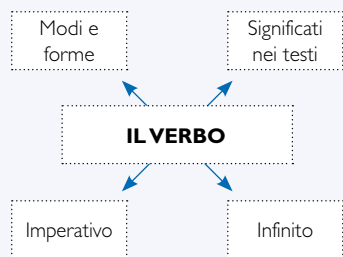 Modi e
forme
Significati
nei testi
IL VERBO
Imperativo
Infinito